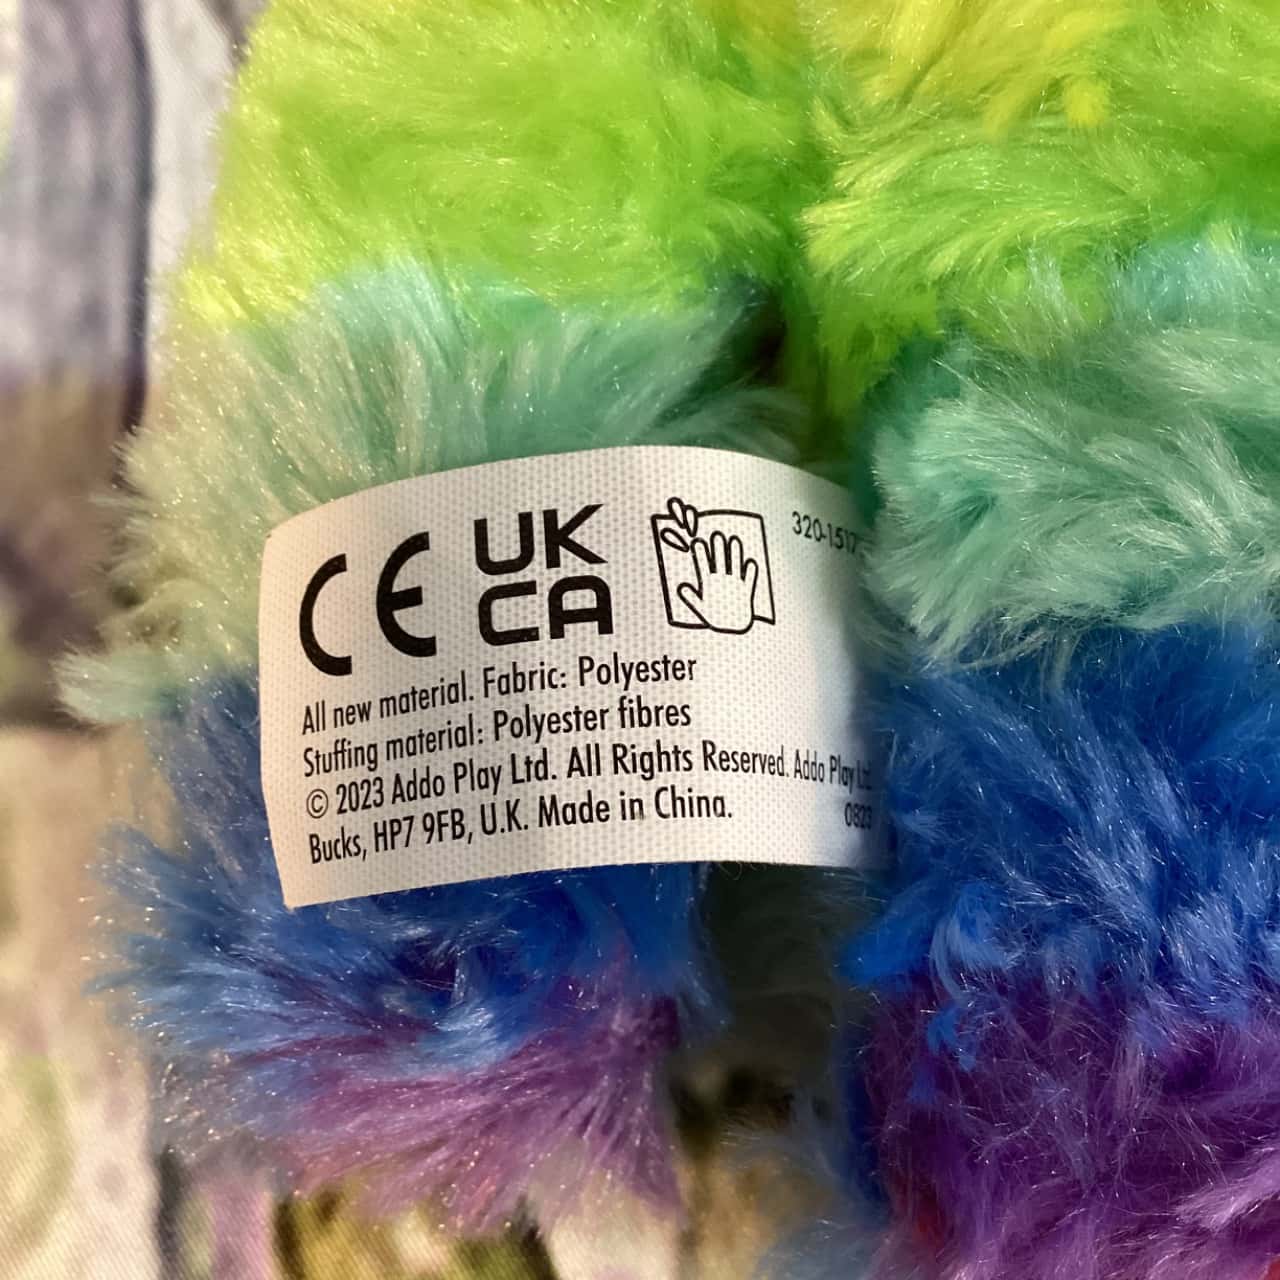 CE
UK
CA
320-1517
All new material. Fabric: Polyester
Stuffing material: Polyester fibres
© 2023 Addo Play Ltd. All Rights Reserved. Addo Play Ltd.
Bucks, HP7 9FB, U.K. Made in China.
0823